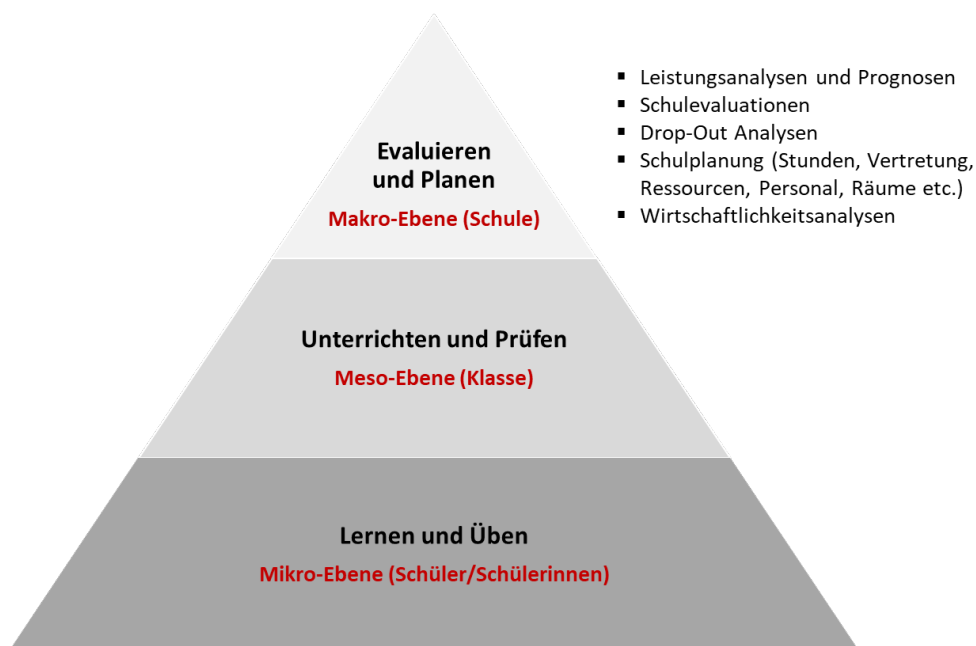 Evaluieren
und Planen
Makro-Ebene (Schule)
▪ Leistungsanalysen und Prognosen
▪ Schulevaluationen
▪ Drop-Out Analysen
▪ Schulplanung (Stunden, Vertretung,
Ressourcen, Personal, Räume etc.)
▪ Wirtschaftlichkeitsanalysen
Unterrichten und Prüfen
Meso-Ebene (Klasse)
Lernen und Üben
Mikro-Ebene (Schüler/Schülerinnen)